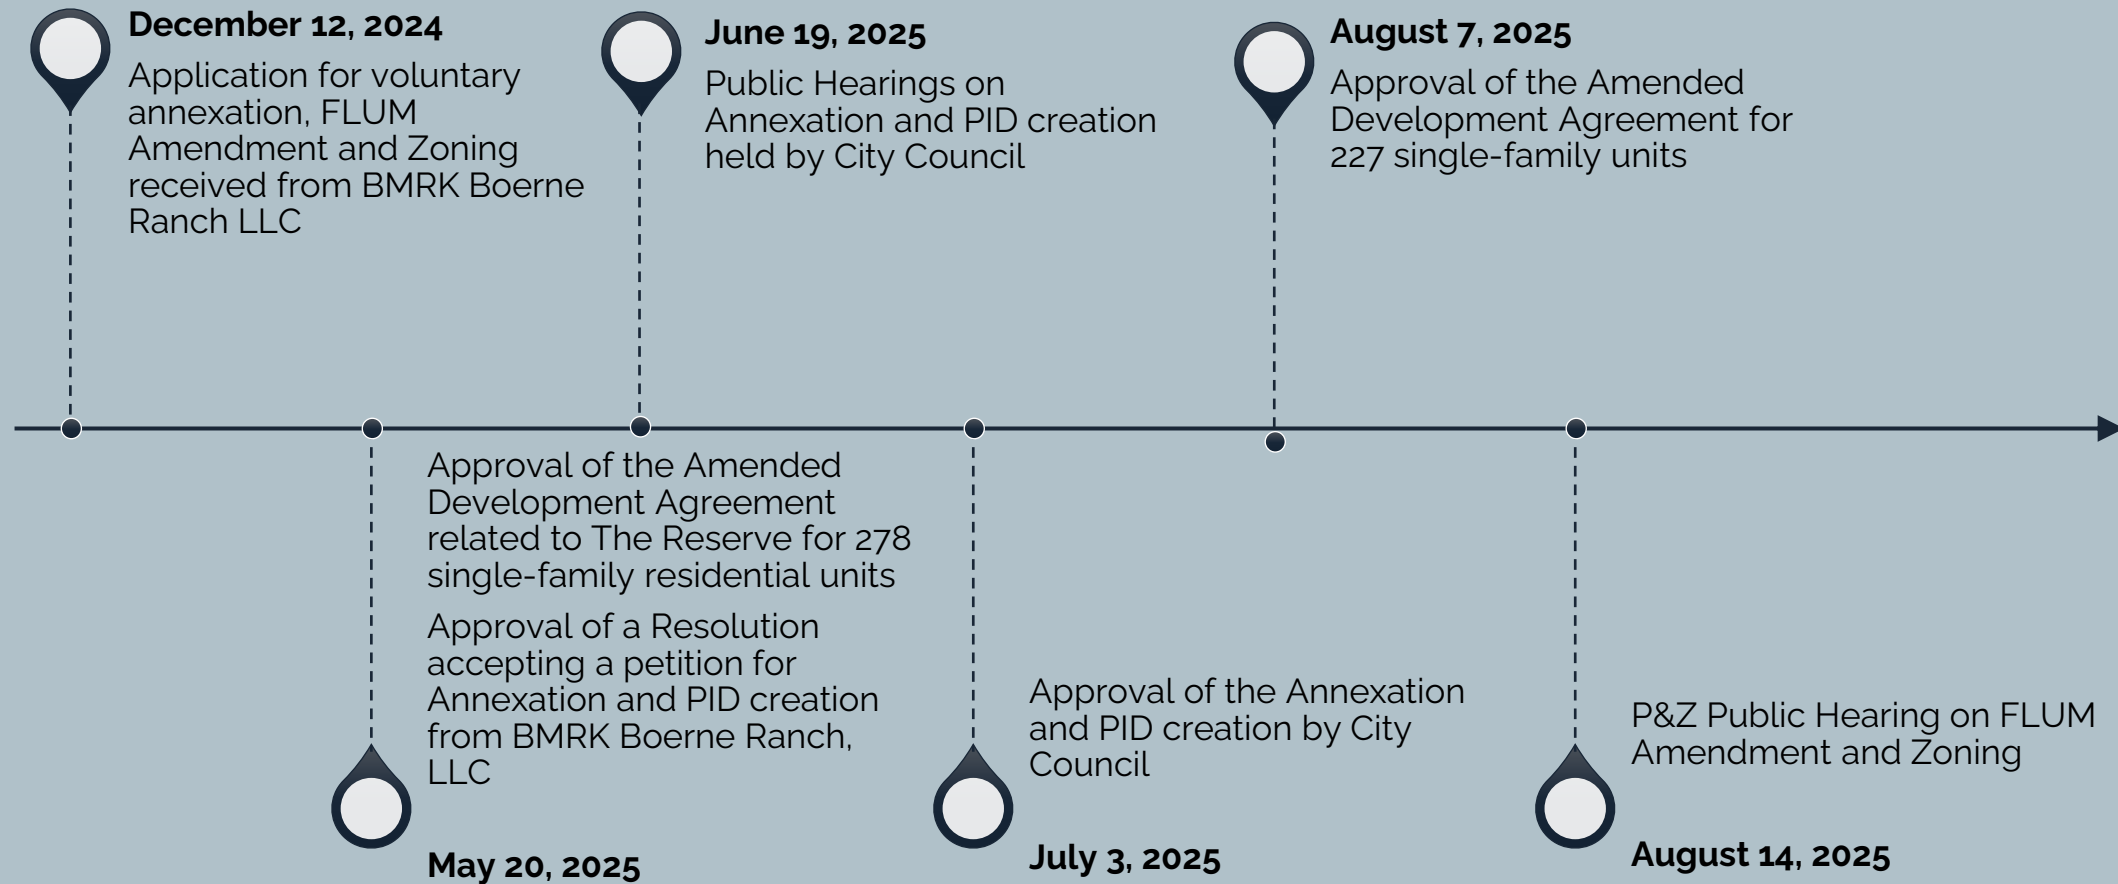 December 12, 2024
Application for voluntary
annexation, FLUM
Amendment and Zoning
received from BMRK Boerne
Ranch LLC
June 19, 2025
Public Hearings on
Annexation and PID creation
held by City Council
August 7, 2025
Approval of the Amended
Development Agreement for
227 single-family units
Approval of the Amended
Development Agreement
related to The Reserve for 278
single-family residential units
Approval of a Resolution
accepting a petition for
Annexation and PID creation
from BMRK Boerne Ranch,
LLC
May 20, 2025
Approval of the Annexation
and PID creation by City
Council
July 3, 2025
P&Z Public Hearing on FLUM
Amendment and Zoning
August 14, 2025